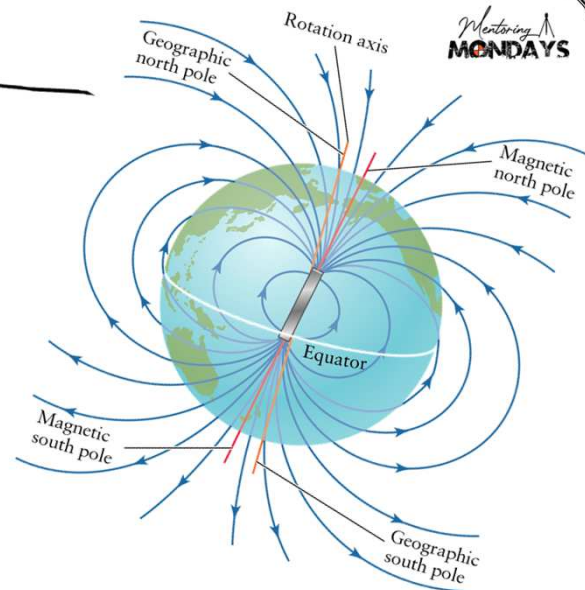 Rotation axis
Mentoring
MONDAYS
Geographic
north pole
Magnetic
north pole
Equator
Magnetic
south pole
Geographic
south pole